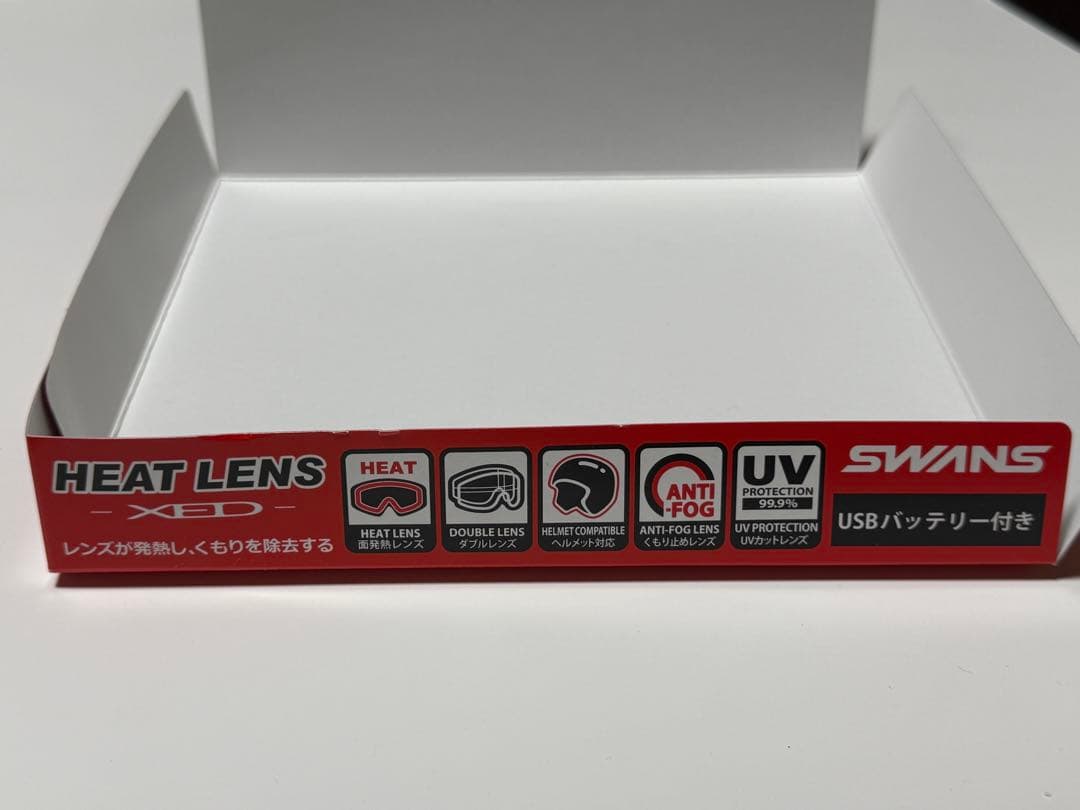 HEAT LENS
- XED -
レンズが発熱し、くもりを除去する
HEAT
HEAT LENS
面発熱レンズ
DOUBLE LENS
ダブルレンズ
HELMET COMPATIBLE
ヘルメット対応
ANTI
-FOG
ANTI-FOG LENS
くもり止めレンズ
UV
PROTECTION
99.9%
UV PROTECTION
UVカットレンズ
SWANS
USBバッテリー付き